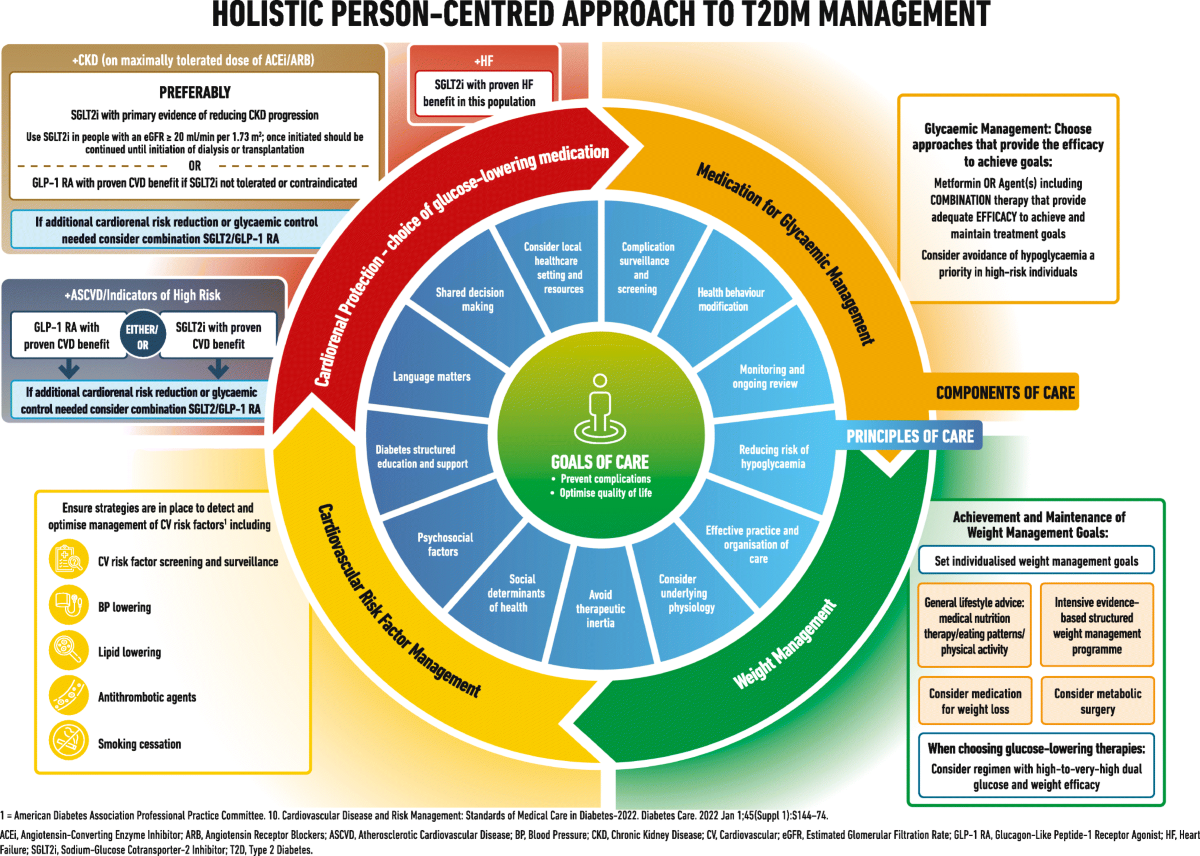 HOLISTIC PERSON-CENTRED APPROACH TO T2DM MANAGEMENT
+CKD (on maximally tolerated dose of ACEi/ARB)
PREFERABLY
SGLT2i with primary evidence of reducing CKD progression
Use SGLT2i in people with an eGFR ≥ 20 ml/min per 1.73 m²; once initiated should be
continued until initiation of dialysis or transplantation
OR
GLP-1 RA with proven CVD benefit if SGLT2i not tolerated or contraindicated
If additional cardiorenal risk reduction or glycaemic control
needed consider combination SGLT2/GLP-1 RA
+HF
SGLT2i with proven HF
benefit in this population
+ASCVD/Indicators of High Risk
GLP-1 RA with
proven CVD benefit
EITHER/
OR
SGLT2i with proven
CVD benefit
If additional cardiorenal risk reduction or glycaemic
control needed consider combination SGLT2/GLP-1 RA
Cardiorenal Protection - choice of glucose-lowering medication
Medication for Glycaemic Management
Glycaemic Management: Choose
approaches that provide the efficacy
to achieve goals:
Metformin OR Agent(s) including
COMBINATION therapy that provide
adequate EFFICACY to achieve and
maintain treatment goals
Consider avoidance of hypoglycaemia a
priority in high-risk individuals
COMPONENTS OF CARE
PRINCIPLES OF CARE
Consider local
healthcare
setting and
resources
Complication
surveillance
and
screening
Health behaviour
modification
Monitoring and
ongoing review
Reducing risk of
hypoglycaemia
Effective practice and
organisation of
care
Consider
underlying
physiology
Avoid
therapeutic
inertia
Social
determinants
of health
Psychosocial
factors
Diabetes structured
education and support
Language matters
Shared decision
making
GOALS OF CARE
• Prevent complications
• Optimise quality of life
Cardiovascular Risk Factor Management
Weight Management
Ensure strategies are in place to detect and
optimise management of CV risk factors¹ including
CV risk factor screening and surveillance
BP lowering
Lipid lowering
Antithrombotic agents
Smoking cessation
Achievement and Maintenance of
Weight Management Goals:
Set individualised weight management goals
General lifestyle advice:
medical nutrition
therapy/eating patterns/
physical activity
Intensive evidence-
based structured
weight management
programme
Consider medication
for weight loss
Consider metabolic
surgery
When choosing glucose-lowering therapies:
Consider regimen with high-to-very-high dual
glucose and weight efficacy
1 = American Diabetes Association Professional Practice Committee. 10. Cardiovascular Disease and Risk Management: Standards of Medical Care in Diabetes-2022. Diabetes Care. 2022 Jan 1;45(Suppl 1):S144–74.
ACEi, Angiotensin-Converting Enzyme Inhibitor; ARB, Angiotensin Receptor Blockers; ASCVD, Atherosclerotic Cardiovascular Disease; BP, Blood Pressure; CKD, Chronic Kidney Disease; CV, Cardiovascular; eGFR, Estimated Glomerular Filtration Rate; GLP-1 RA, Glucagon-Like Peptide-1 Receptor Agonist; HF, Heart
Failure; SGLT2i, Sodium-Glucose Cotransporter-2 Inhibitor; T2D, Type 2 Diabetes.